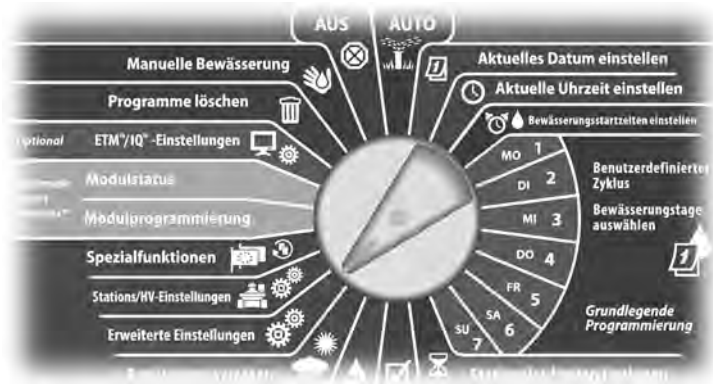 AUS
AUTO
Manuelle Bewässerung
Aktuelles Datum einstellen
Programme löschen
Aktuelle Uhrzeit einstellen
optional
ETM™/IQ™-Einstellungen
Bewässerungsstartzeiten einstellen
MO 1
Modulstatus
DI 2
Benutzerdefinierter
Zyklus
Modulprogrammierung
MI 3
Bewässerungstage
auswählen
Spezialfunktionen
DO 4
Stations/HV-Einstellungen
FR 5
Erweiterte Einstellungen
SA 6
SU 7
Grundlegende
Programmierung